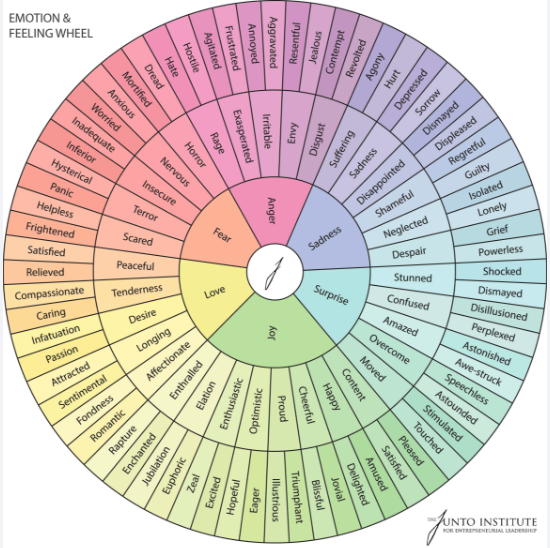 EMOTION &
FEELING WHEEL
Anger
Sadness
Surprise
Joy
Love
Fear
Rage
Exasperated
Irritable
Envy
Disgust
Suffering
Sadness
Disappointed
Shameful
Neglected
Despair
Stunned
Confused
Amazed
Overcome
Moved
Content
Happy
Cheerful
Proud
Optimistic
Enthusiastic
Elation
Enthralled
Affectionate
Longing
Desire
Tenderness
Peaceful
Scared
Terror
Insecure
Nervous
Horror
Hate
Hostile
Agitated
Frustrated
Annoyed
Aggravated
Resentful
Jealous
Contempt
Revolted
Agony
Hurt
Depressed
Sorrow
Dismayed
Displeased
Regretful
Guilty
Isolated
Lonely
Grief
Powerless
Shocked
Dismayed
Disillusioned
Perplexed
Astonished
Awe-struck
Speechless
Astounded
Stimulated
Touched
Pleased
Satisfied
Amused
Delighted
Jovial
Blissful
Triumphant
Illustrious
Eager
Hopeful
Excited
Zeal
Euphoric
Jubilation
Enchanted
Rapture
Romantic
Fondness
Sentimental
Attracted
Passion
Infatuation
Caring
Compassionate
Relieved
Satisfied
Frightened
Helpless
Panic
Hysterical
Inferior
Inadequate
Worried
Anxious
Mortified
Dread
THE JUNTO INSTITUTE
FOR ENTREPRENEURIAL LEADERSHIP